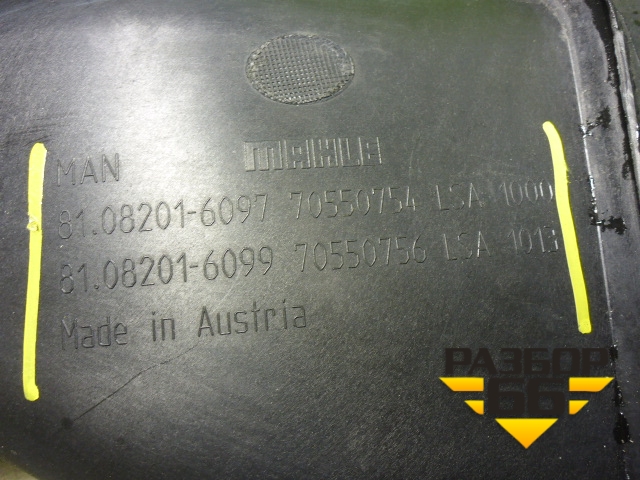 MAN MAHLE
81.08201-6097 70550754 LSA 1000
81.08201-6099 70550756 LSA 1013
Made in Austria
РАЗБОР
66